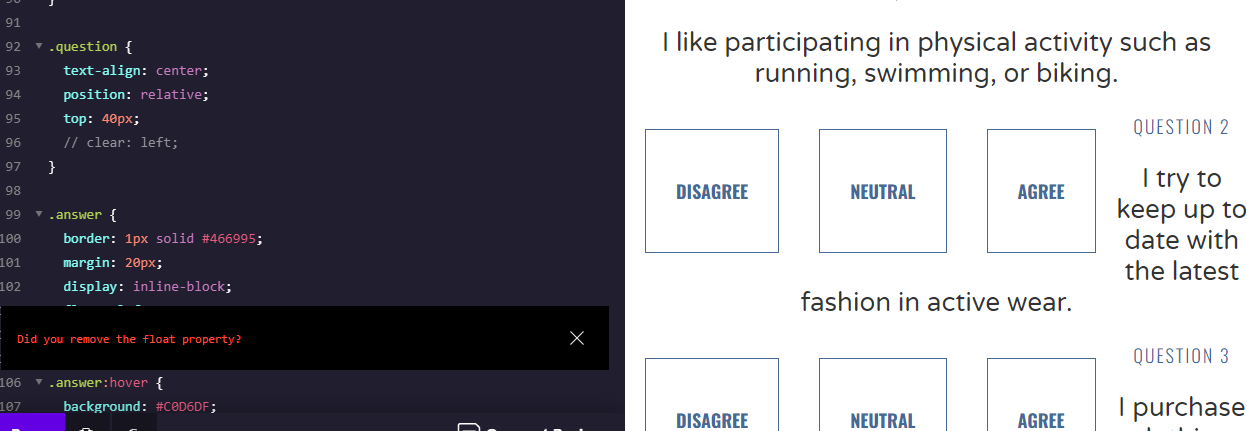 91
92 .question {
93 text-align: center;
94 position: relative;
95 top: 40px;
96 // clear: left;
97 }
98
99 .answer {
100 border: 1px solid #466995;
101 margin: 20px;
102 display: inline-block;
Did you remove the float property?
106 .answer:hover {
107 background: #C0D6DF;
I like participating in physical activity such as
running, swimming, or biking.
QUESTION 2
DISAGREE
NEUTRAL
AGREE
I try to
keep up to
date with
the latest
fashion in active wear.
QUESTION 3
DISAGREE
NEUTRAL
AGREE
I purchase